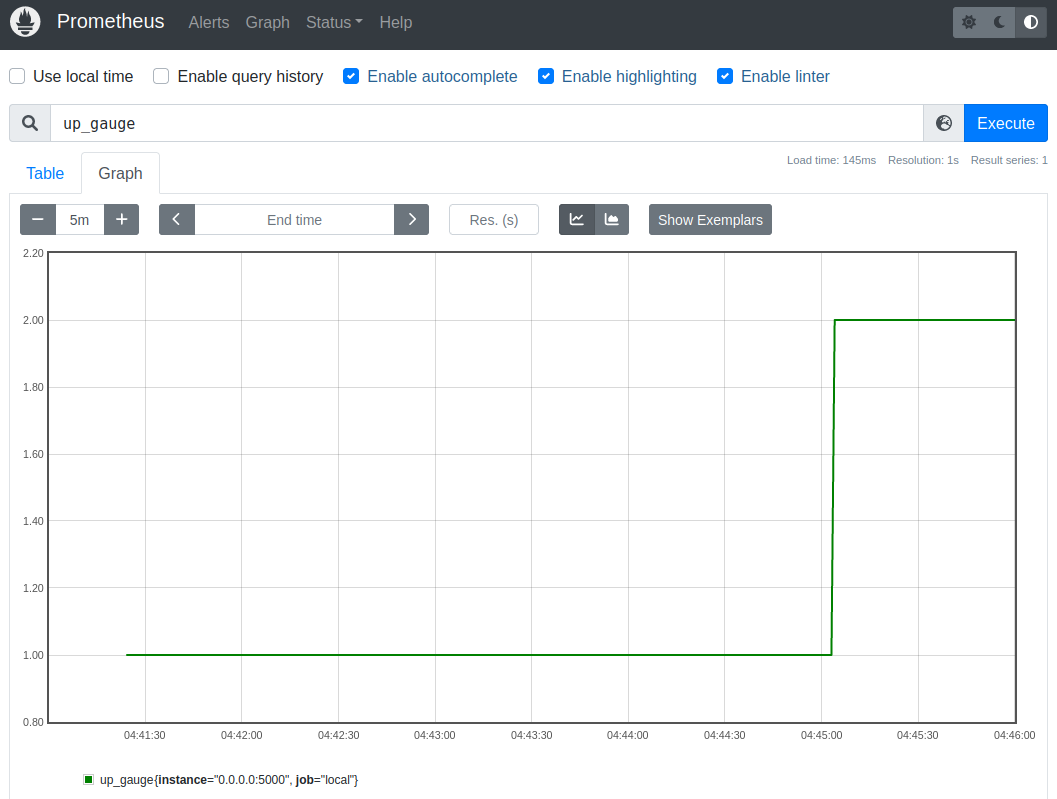 Prometheus Alerts Graph Status Help
Use local time Enable query history Enable autocomplete Enable highlighting Enable linter
up_gauge Execute
Load time: 145ms Resolution: 1s Result series: 1
Table Graph
5m End time Res. (s) Show Exemplars
2.20
2.00
1.80
1.60
1.40
1.20
1.00
0.80
04:41:30 04:42:00 04:42:30 04:43:00 04:43:30 04:44:00 04:44:30 04:45:00 04:45:30 04:46:00
up_gauge{instance="0.0.0.0:5000", job="local"}